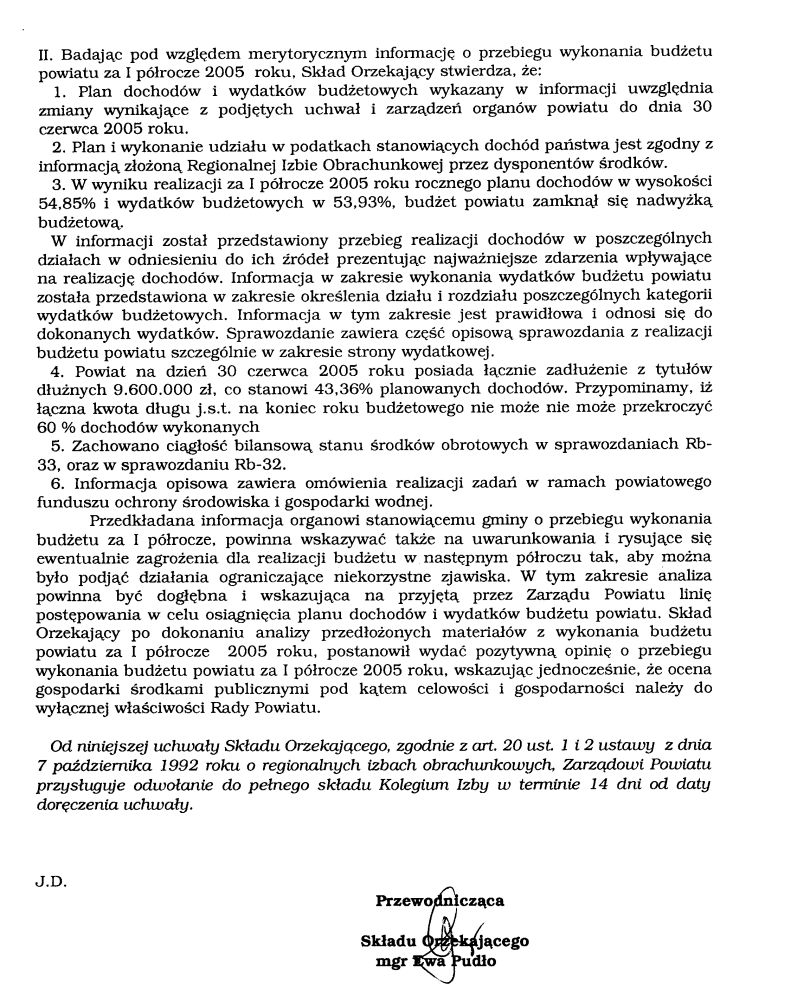 II. Badając pod względem merytorycznym informację o przebiegu wykonania budżetu
powiatu za I półrocze 2005 roku, Skład Orzekający stwierdza, że:
1. Plan dochodów i wydatków budżetowych wykazany w informacji uwzględnia
zmiany wynikające z podjętych uchwał i zarządzeń organów powiatu do dnia 30
czerwca 2005 roku.
2. Plan i wykonanie udziału w podatkach stanowiących dochód państwa jest zgodny z
informacją złożoną Regionalnej Izbie Obrachunkowej przez dysponentów środków.
3. W wyniku realizacji za I półrocze 2005 roku rocznego planu dochodów w wysokości
54,85% i wydatków budżetowych w 53,93%, budżet powiatu zamknął się nadwyżką
budżetową.
W informacji został przedstawiony przebieg realizacji dochodów w poszczególnych
działach w odniesieniu do ich źródeł prezentując najważniejsze zdarzenia wpływające
na realizację dochodów. Informacja w zakresie wykonania wydatków budżetu powiatu
została przedstawiona w zakresie określenia działu i rozdziału poszczególnych kategorii
wydatków budżetowych. Informacja w tym zakresie jest prawidłowa i odnosi się do
dokonanych wydatków. Sprawozdanie zawiera część opisową sprawozdania z realizacji
budżetu powiatu szczególnie w zakresie strony wydatkowej.
4. Powiat na dzień 30 czerwca 2005 roku posiada łącznie zadłużenie z tytułów
dłużnych 9.600.000 zł, co stanowi 43,36% planowanych dochodów. Przypominamy, iż
łączna kwota długu j.s.t. na koniec roku budżetowego nie może nie może przekroczyć
60 % dochodów wykonanych
5. Zachowano ciągłość bilansową stanu środków obrotowych w sprawozdaniach Rb-
33, oraz w sprawozdaniu Rb-32.
6. Informacja opisowa zawiera omówienia realizacji zadań w ramach powiatowego
funduszu ochrony środowiska i gospodarki wodnej.
Przedkładana informacja organowi stanowiącemu gminy o przebiegu wykonania
budżetu za I półrocze, powinna wskazywać także na uwarunkowania i rysujące się
ewentualnie zagrożenia dla realizacji budżetu w następnym półroczu tak, aby można
było podjąć działania ograniczające niekorzystne zjawiska. W tym zakresie analiza
powinna być dogłębna i wskazująca na przyjętą przez Zarządu Powiatu linię
postępowania w celu osiągnięcia planu dochodów i wydatków budżetu powiatu. Skład
Orzekający po dokonaniu analizy przedłożonych materiałów z wykonania budżetu
powiatu za I półrocze 2005 roku, postanowił wydać pozytywną opinię o przebiegu
wykonania budżetu powiatu za I półrocze 2005 roku, wskazując jednocześnie, że ocena
gospodarki środkami publicznymi pod kątem celowości i gospodarności należy do
wyłącznej właściwości Rady Powiatu.
Od niniejszej uchwały Składu Orzekającego, zgodnie z art. 20 ust. 1 i 2 ustawy z dnia
7 października 1992 roku o regionalnych izbach obrachunkowych, Zarządowi Powiatu
przysługuje odwołanie do pełnego składu Kolegium Izby w terminie 14 dni od daty
doręczenia uchwały.
J.D.
Przewodnicząca
Składu Orzekającego
mgr Ewa Pudło